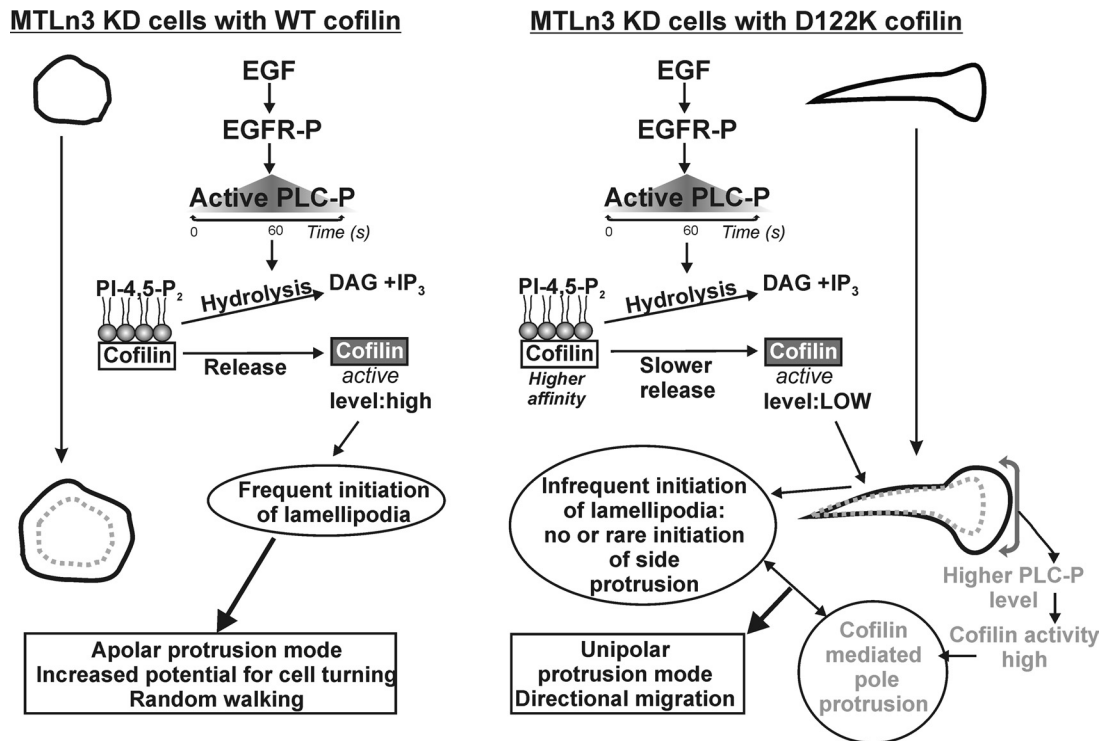 MTLn3 KD cells with WT cofilin
EGF
EGFR-P
Active PLC-P
0 60 Time (s)
PI-4,5-P2
Hydrolysis
DAG +IP3
Cofilin
Release
Cofilin
active
level:high
Frequent initiation
of lamellipodia
Apolar protrusion mode
Increased potential for cell turning
Random walking
MTLn3 KD cells with D122K cofilin
EGF
EGFR-P
Active PLC-P
0 60 Time (s)
PI-4,5-P2
Hydrolysis
DAG +IP3
Cofilin
Higher
affinity
Slower
release
Cofilin
active
level:LOW
Infrequent initiation
of lamellipodia:
no or rare initiation
of side
protrusion
Higher PLC-P
level
Cofilin activity
high
Cofilin
mediated
pole
protrusion
Unipolar
protrusion mode
Directional migration